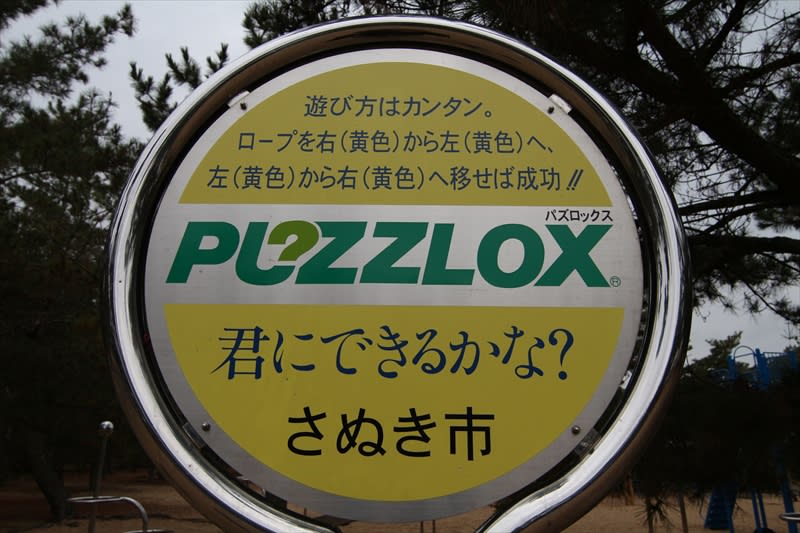 遊び方はカンタン。
ロープを右(黄色)から左(黄色)へ、
左(黄色)から右(黄色)へ移せば成功!!
パズロックス
PUZZLOX®
君にできるかな?
さぬき市